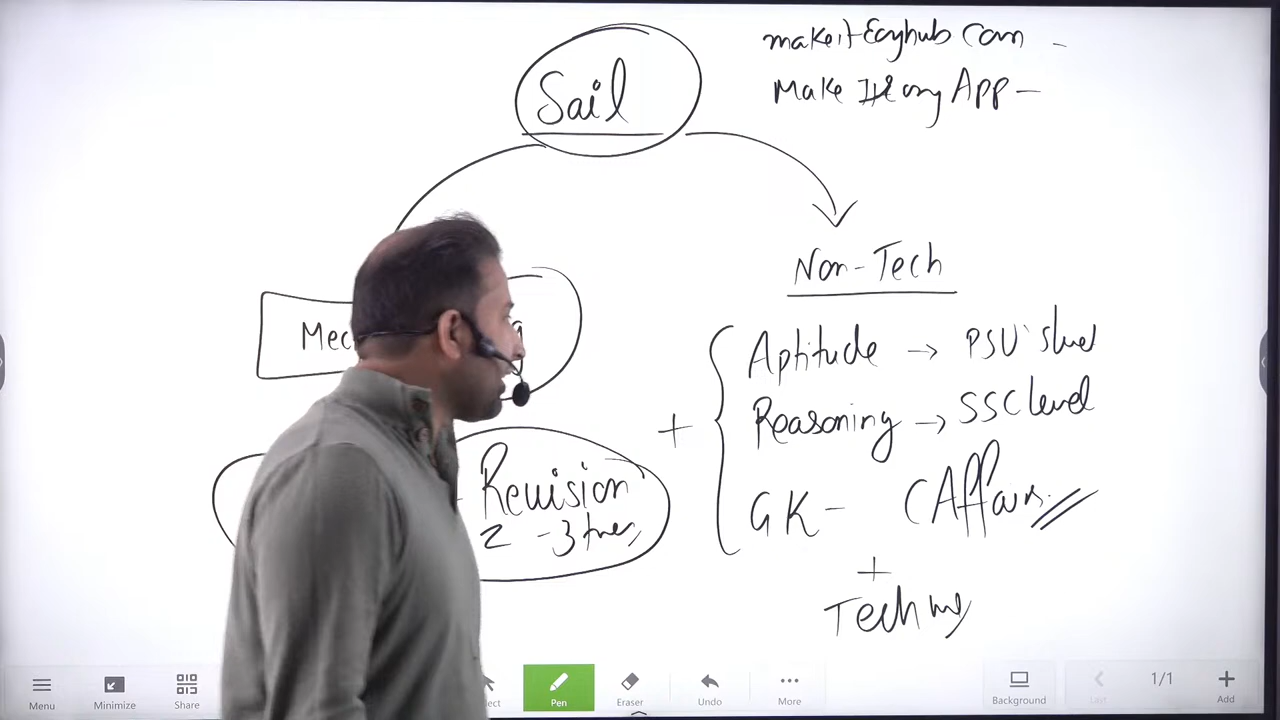 makeitEasyhub Com -
Make It Easy App -
Sail
Non-Tech
Mec
Aptitude → PSU's level
Reasoning → SSC level
+
Revision
2 - 3 times
GK - C Affairs
+
Tech
Menu
Minimize
Share
Pen
Eraser
Undo
More
Background
1/1
Add